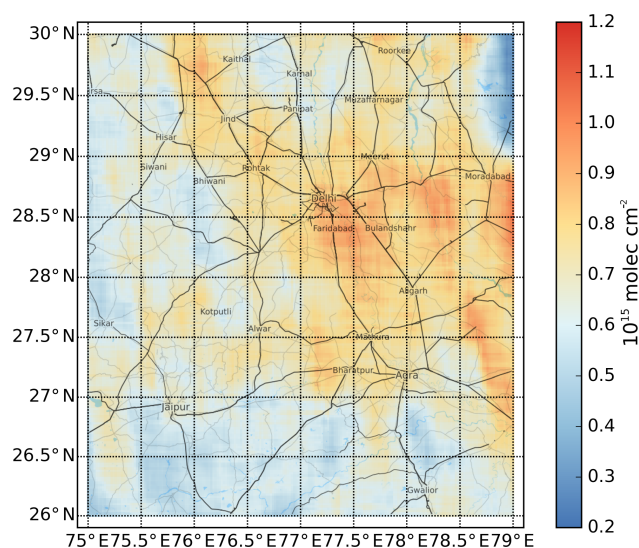 30° N
29.5° N
29° N
28.5° N
28° N
27.5° N
27° N
26.5° N
26° N
75° E
75.5° E
76° E
76.5° E
77° E
77.5° E
78° E
78.5° E
79° E
Roorkee
Kaithal
Karnal
rsa
Muzaffarnagar
Panipat
Jind
Hisar
Meerut
Siwani
Rohtak
Moradabad
Bhiwani
Delhi
Faridabad
Bulandshahr
Aligarh
Kotputli
Sikar
Alwar
Mathura
Bharatpur
Agra
Jaipur
Gwalior
1.2
1.1
1.0
0.9
0.8
0.7
0.6
0.5
0.4
0.3
0.2
10¹⁵ molec cm⁻²